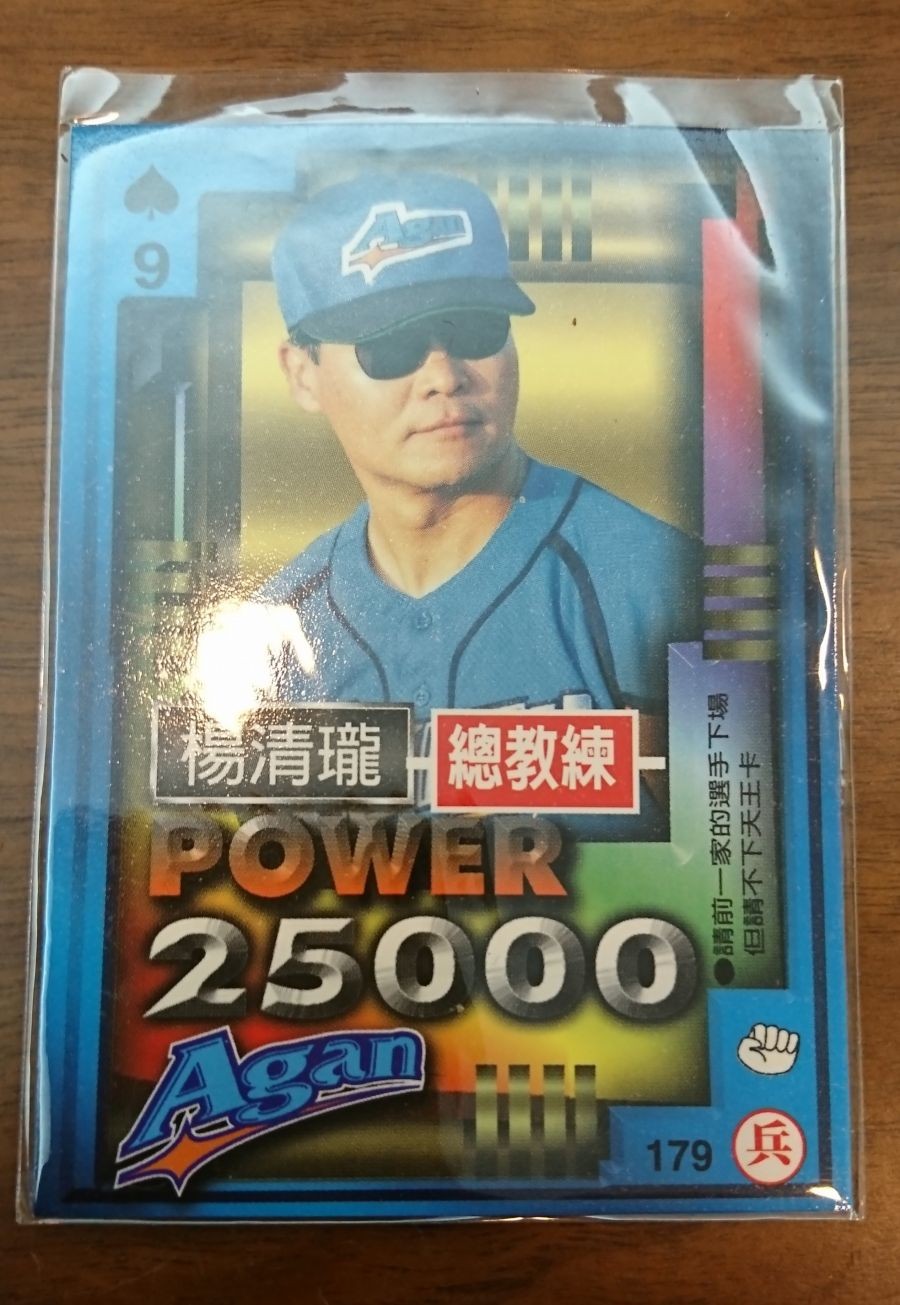 9
Agan
楊清瓏
總教練
POWER
25000
●請前一家的選手下場
但請不下天王卡
Agan
179
兵